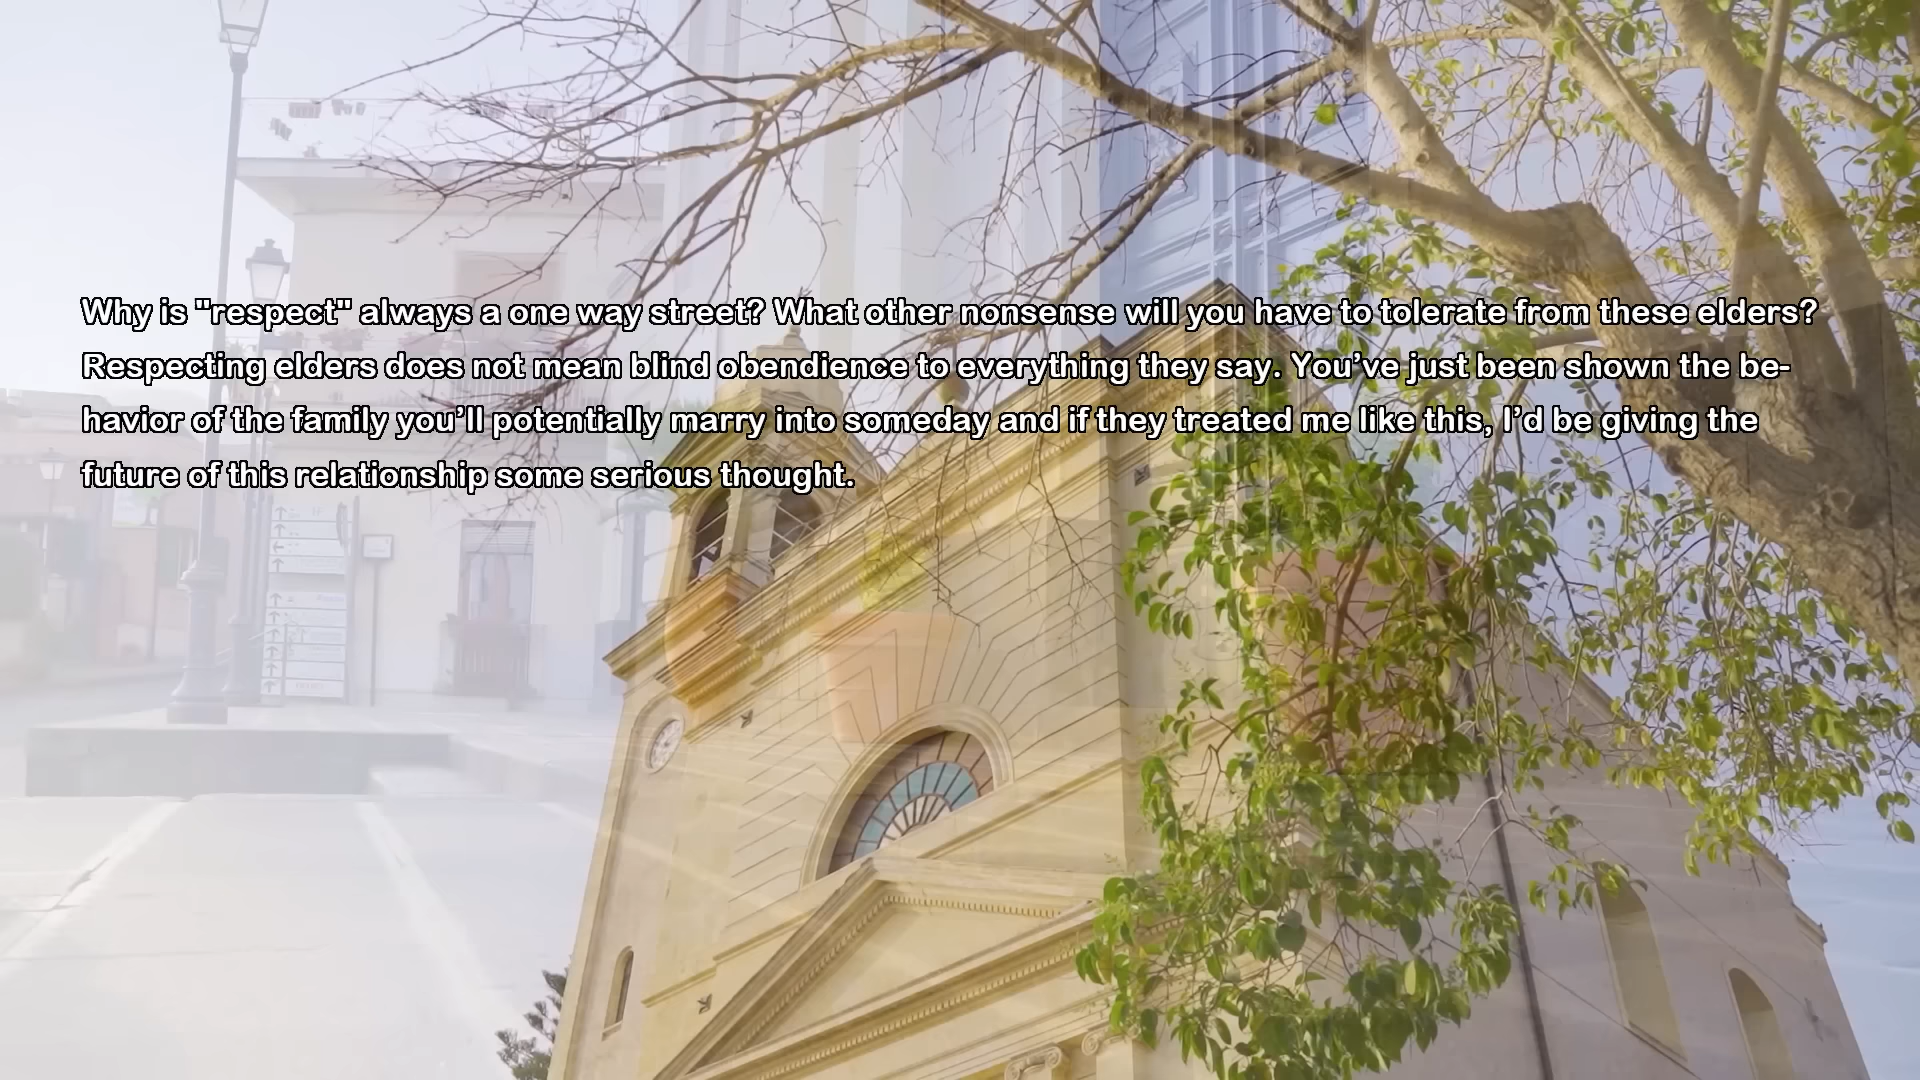 Why is "respect" always a one way street? What other nonsense will you have to tolerate from these elders?
Respecting elders does not mean blind obendience to everything they say. You’ve just been shown the be-
havior of the family you’ll potentially marry into someday and if they treated me like this, I’d be giving the
future of this relationship some serious thought.